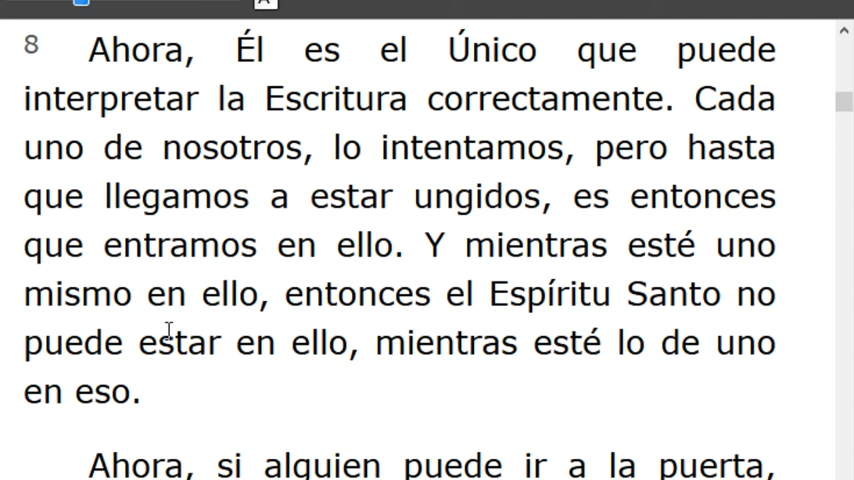 8 Ahora, Él es el Único que puede
interpretar la Escritura correctamente. Cada
uno de nosotros, lo intentamos, pero hasta
que llegamos a estar ungidos, es entonces
que entramos en ello. Y mientras esté uno
mismo en ello, entonces el Espíritu Santo no
puede estar en ello, mientras esté lo de uno
en eso.
Ahora, si alguien puede ir a la puerta,